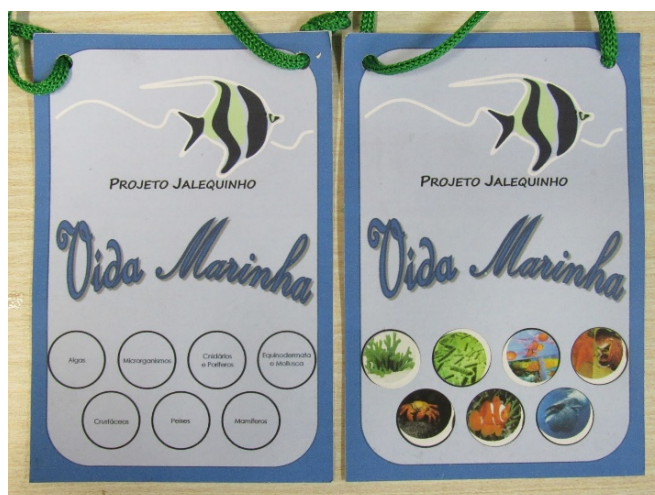 PROJETO JALEQUINHO
Vida Marinha
Algas
Microrganismos
Cnidários
e Poríferos
Equinodermata
e Mollusca
Crustáceos
Peixes
Mamíferos
PROJETO JALEQUINHO
Vida Marinha